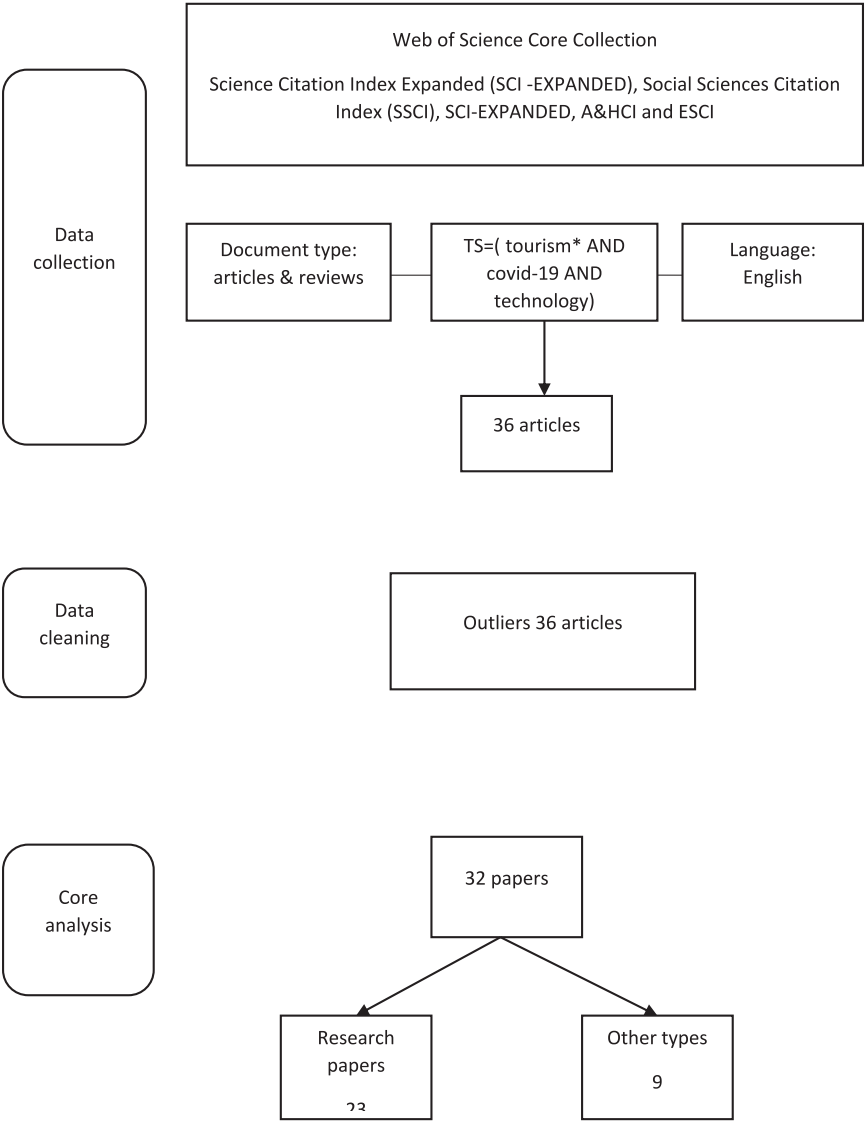 Web of Science Core Collection
Science Citation Index Expanded (SCI -EXPANDED), Social Sciences Citation
Index (SSCI), SCI-EXPANDED, A&HCI and ESCI
Data
collection
Document type:
articles & reviews
TS=( tourism* AND
covid-19 AND
technology)
Language:
English
36 articles
Data
cleaning
Outliers 36 articles
Core
analysis
32 papers
Research
papers
23
Other types
9